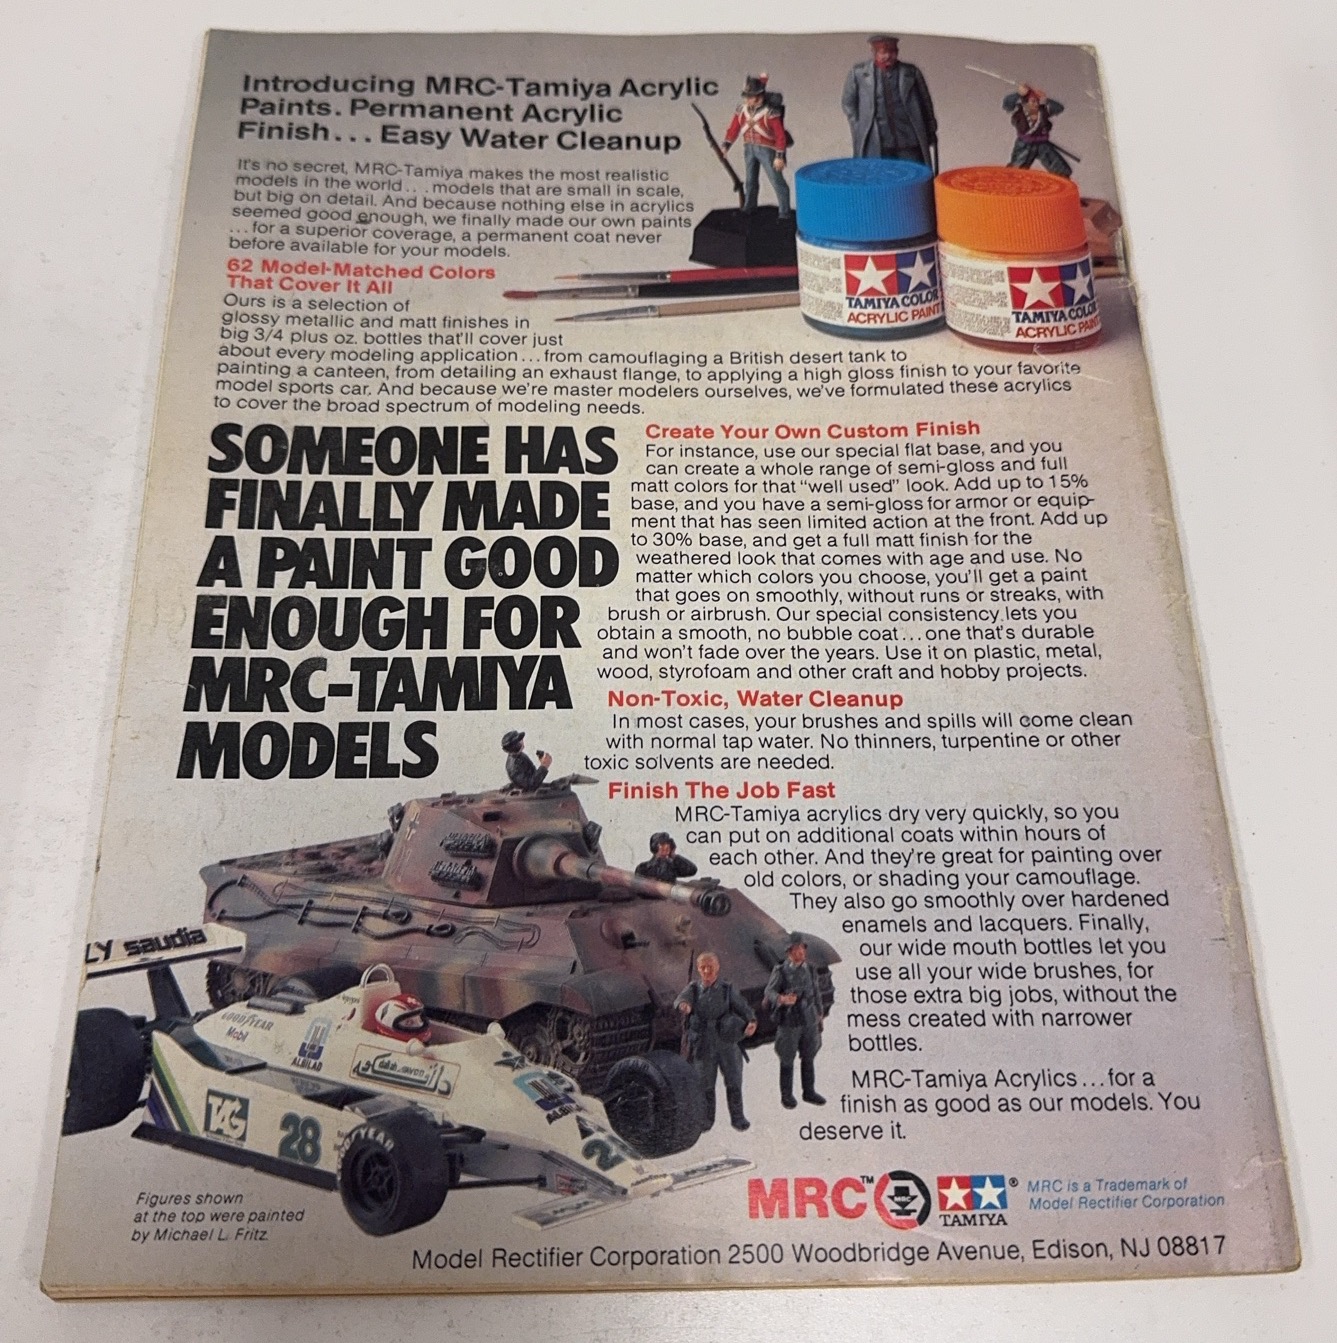 Introducing MRC-Tamiya Acrylic
Paints. Permanent Acrylic
Finish... Easy Water Cleanup
It's no secret, MRC-Tamiya makes the most realistic
models in the world... models that are small in scale,
but big on detail. And because nothing else in acrylics
seemed good enough, we finally made our own paints
...for a superior coverage, a permanent coat never
before available for your models.
62 Model-Matched Colors
That Cover It All
Ours is a selection of
glossy metallic and matt finishes in
big 3/4 plus oz. bottles that'll cover just
about every modeling application...from camouflaging a British desert tank to
painting a canteen, from detailing an exhaust flange, to applying a high gloss finish to your favorite
model sports car. And because we're master modelers ourselves, we've formulated these acrylics
to cover the broad spectrum of modeling needs.
TAMIYA COLOR
ACRYLIC PAINT
TAMIYA COLO
ACRYLIC PAIN
SOMEONE HAS
FINALLY MADE
A PAINT GOOD
ENOUGH FOR
MRC-TAMIYA
MODELS
Create Your Own Custom Finish
For instance, use our special flat base, and you
can create a whole range of semi-gloss and full
matt colors for that "well used" look. Add up to 15%
base, and you have a semi-gloss for armor or equip-
ment that has seen limited action at the front. Add up
to 30% base, and get a full matt finish for the
weathered look that comes with age and use. No
matter which colors you choose, you'll get a paint
that goes on smoothly, without runs or streaks, with
brush or airbrush. Our special consistency lets you
obtain a smooth, no bubble coat...one that's durable
and won't fade over the years. Use it on plastic, metal,
wood, styrofoam and other craft and hobby projects.
Non-Toxic, Water Cleanup
In most cases, your brushes and spills will come clean
with normal tap water. No thinners, turpentine or other
toxic solvents are needed.
Finish The Job Fast
MRC-Tamiya acrylics dry very quickly, so you
can put on additional coats within hours of
each other. And they're great for painting over
old colors, or shading your camouflage.
They also go smoothly over hardened
enamels and lacquers. Finally,
our wide mouth bottles let you
use all your wide brushes, for
those extra big jobs, without the
mess created with narrower
bottles.
MRC-Tamiya Acrylics...for a
finish as good as our models. You
deserve it.
LY saudia
GOODYEAR
Mobil
ALBILAD
TAG
28
GOODYEAR
ALBILAD
2
Figures shown
at the top were painted
by Michael L. Fritz.
MRC™
MRC
TAMIYA
®
MRC is a Trademark of
Model Rectifier Corporation
Model Rectifier Corporation 2500 Woodbridge Avenue, Edison, NJ 08817